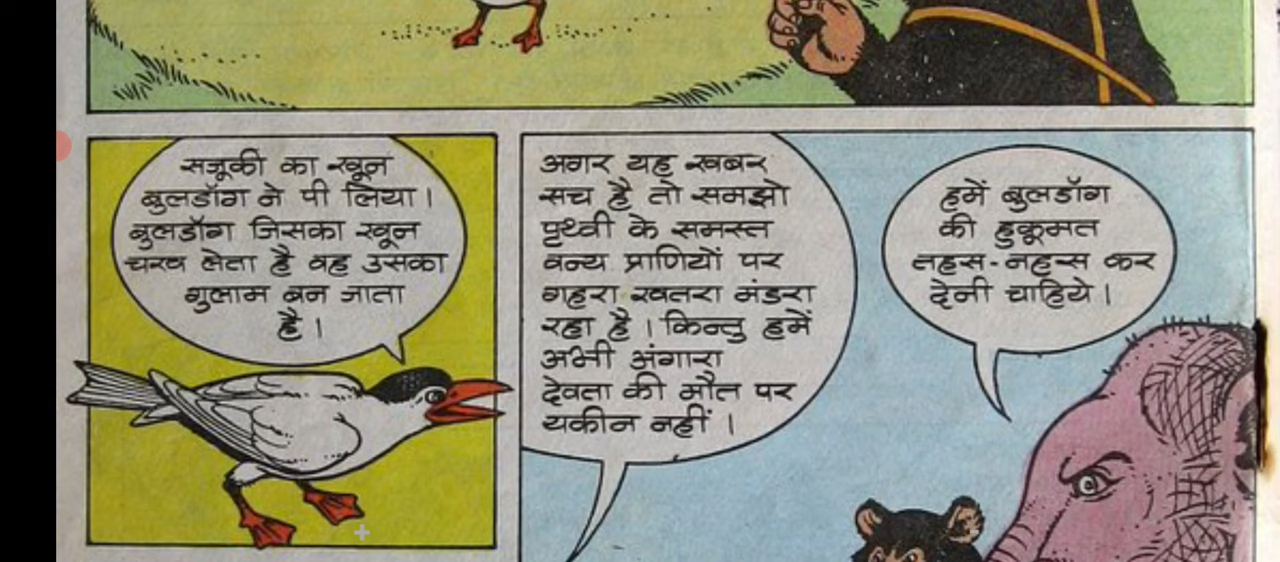 सजूकी का खून
बुलडॉग ने पी लिया।
बुलडॉग जिसका खून
चख लेता है वह उसका
गुलाम बन जाता
है।
अगर यह खबर
सच है तो समझो
पृथ्वी के समस्त
वन्य प्राणियों पर
गहरा खतरा मंडरा
रहा है। किन्तु हमें
अभी अंगारा
देवता की मौत पर
यकीन नहीं।
हमें बुलडॉग
की हुकूमत
तहस-नहस कर
देनी चाहिये।